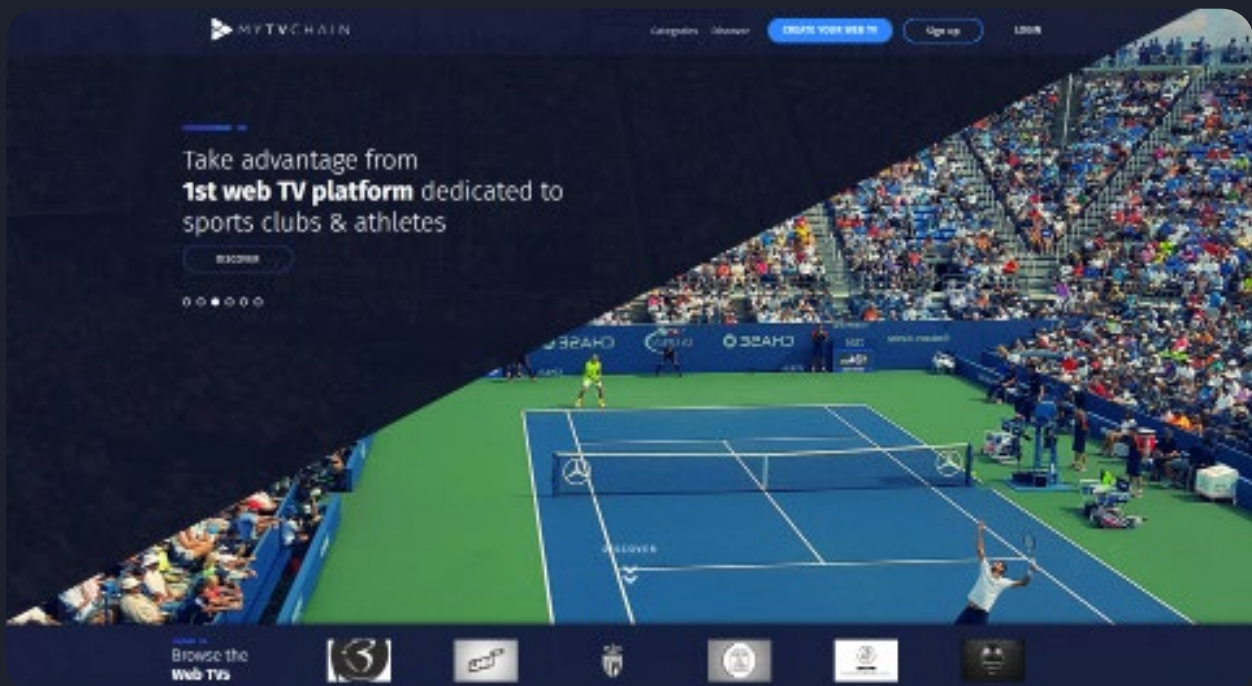 MYTVCHAIN
Categories Discover CREATE YOUR WEB TV Sign up LOGIN
Take advantage from
1st web TV platform dedicated to
sports clubs & athletes
DISCOVER
CHASE CHASE
DISCOVER
Browse the
Web TVs